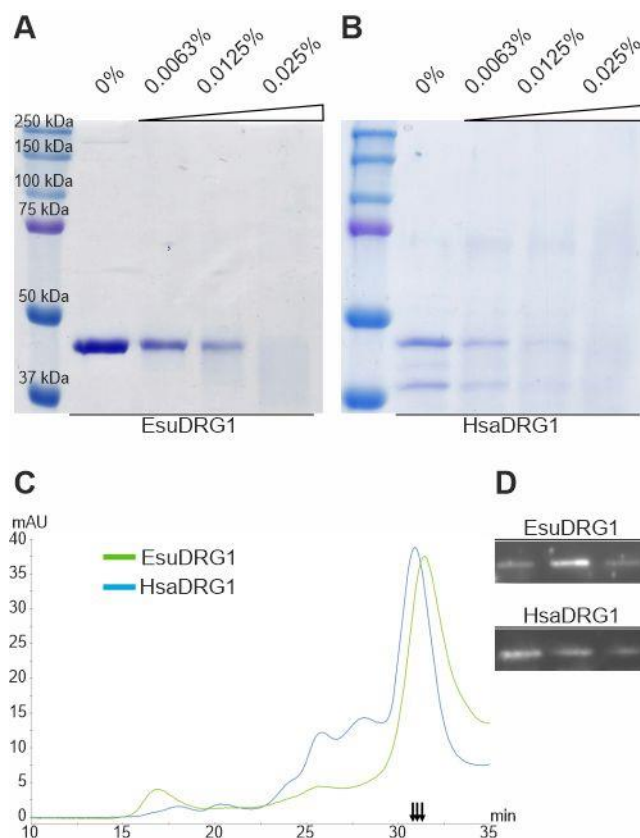 A
0% 0.0063% 0.0125% 0.025%
250 kDa
150 kDa
100 kDa
75 kDa
50 kDa
37 kDa
EsuDRG1
B
0% 0.0063% 0.0125% 0.025%
HsaDRG1
C
mAU
40
35
30
25
20
15
10
5
0
EsuDRG1
HsaDRG1
10 15 20 25 30 35 min
D
EsuDRG1
HsaDRG1